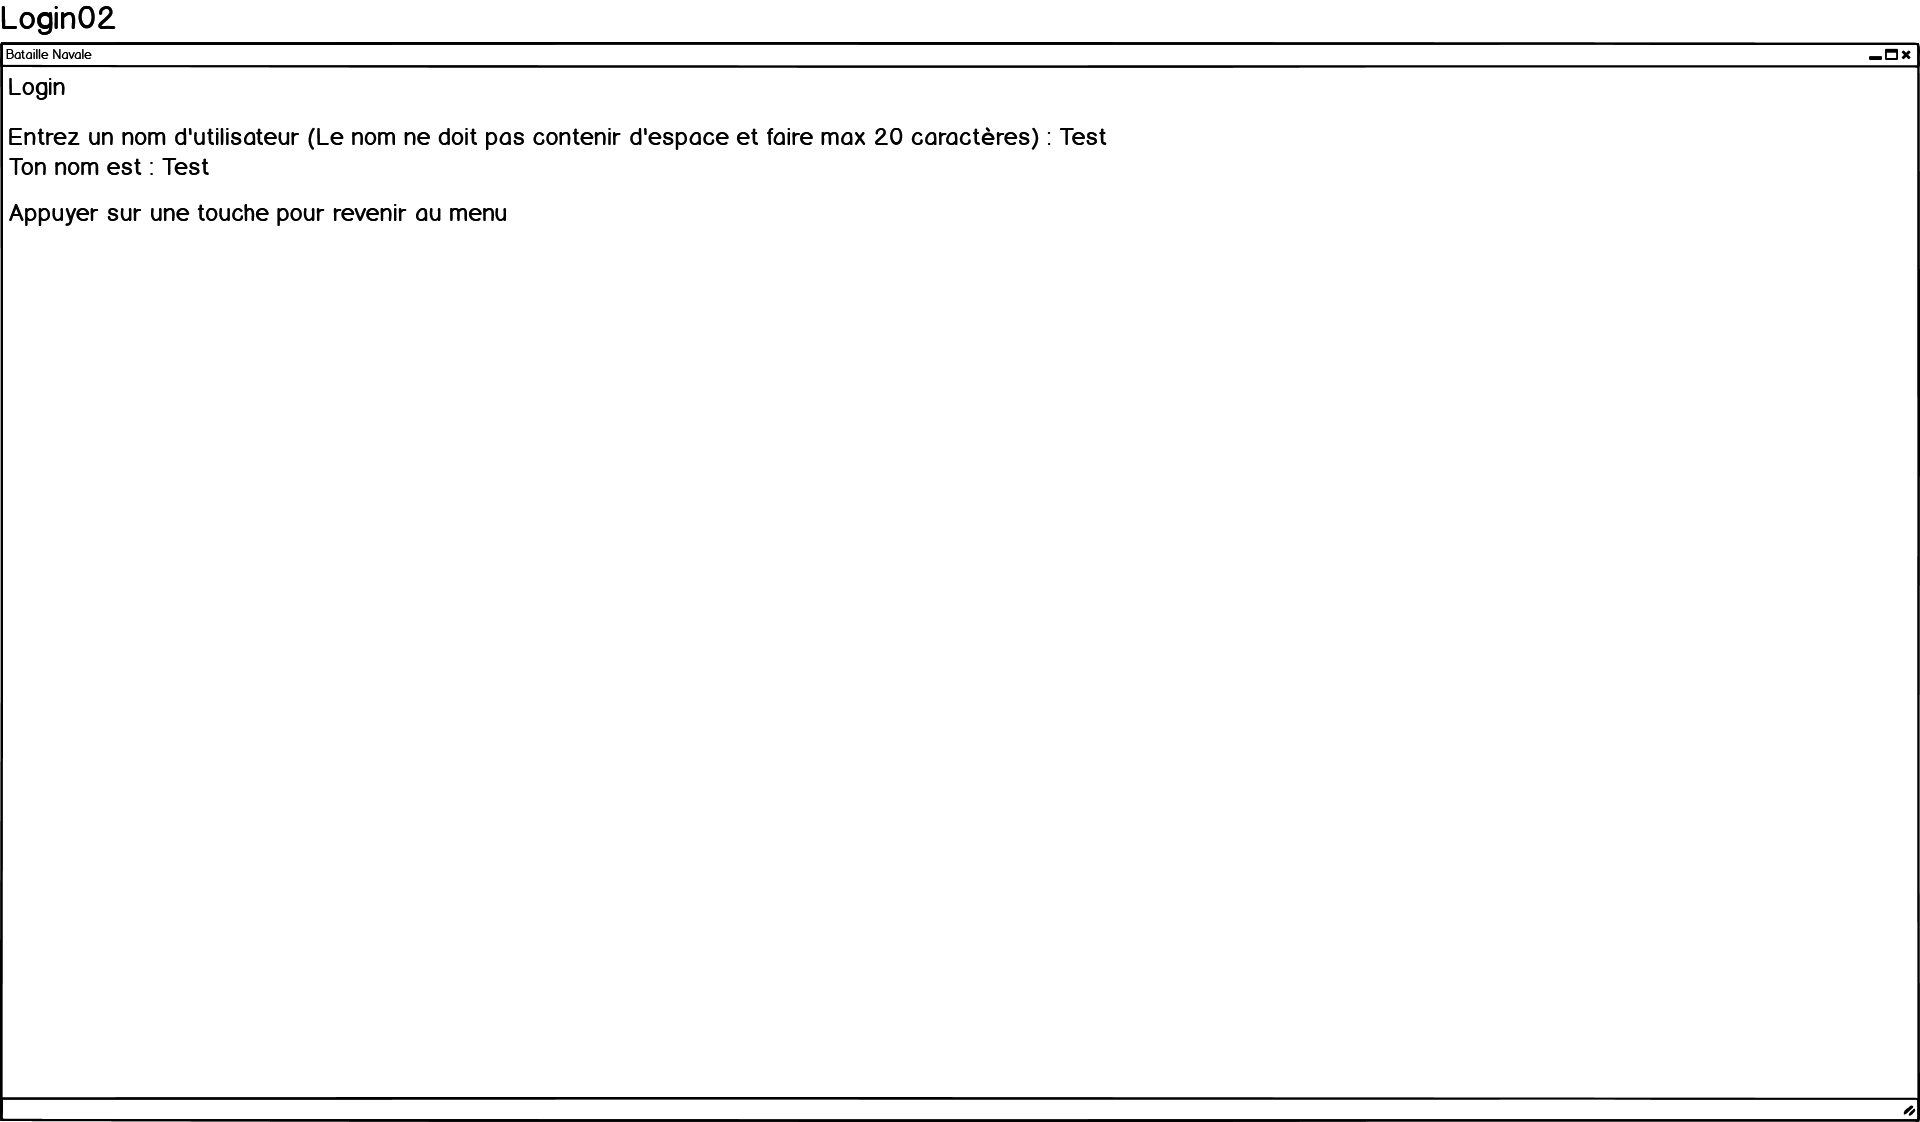 Login02
Bataille Navale
Login
Entrez un nom d'utilisateur (Le nom ne doit pas contenir d'espace et faire max 20 caractères) : Test
Ton nom est : Test
Appuyer sur une touche pour revenir au menu